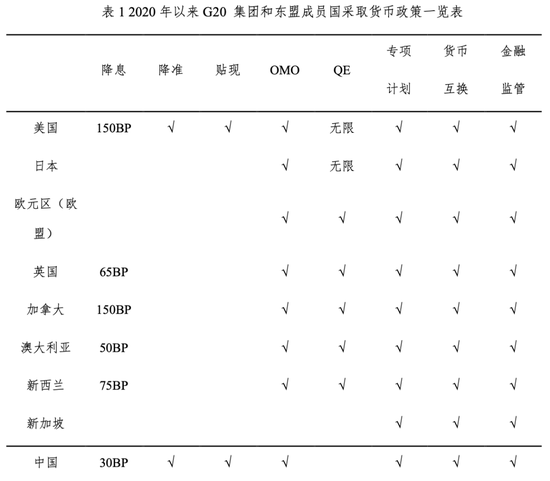 表 1 2020 年以来 G20 集团和东盟成员国采取货币政策一览表
降息 降准 贴现 OMO QE 专项计划 货币互换 金融监管
美国 150BP √ √ √ 无限 √ √ √
日本 √ 无限 √ √ √
欧元区（欧盟） √ √ √ √ √
英国 65BP √ √ √ √ √
加拿大 150BP √ √ √ √ √
澳大利亚 50BP √ √ √ √ √
新西兰 75BP √ √ √ √ √
新加坡 √ √ √
中国 30BP √ √ √ √ √ √